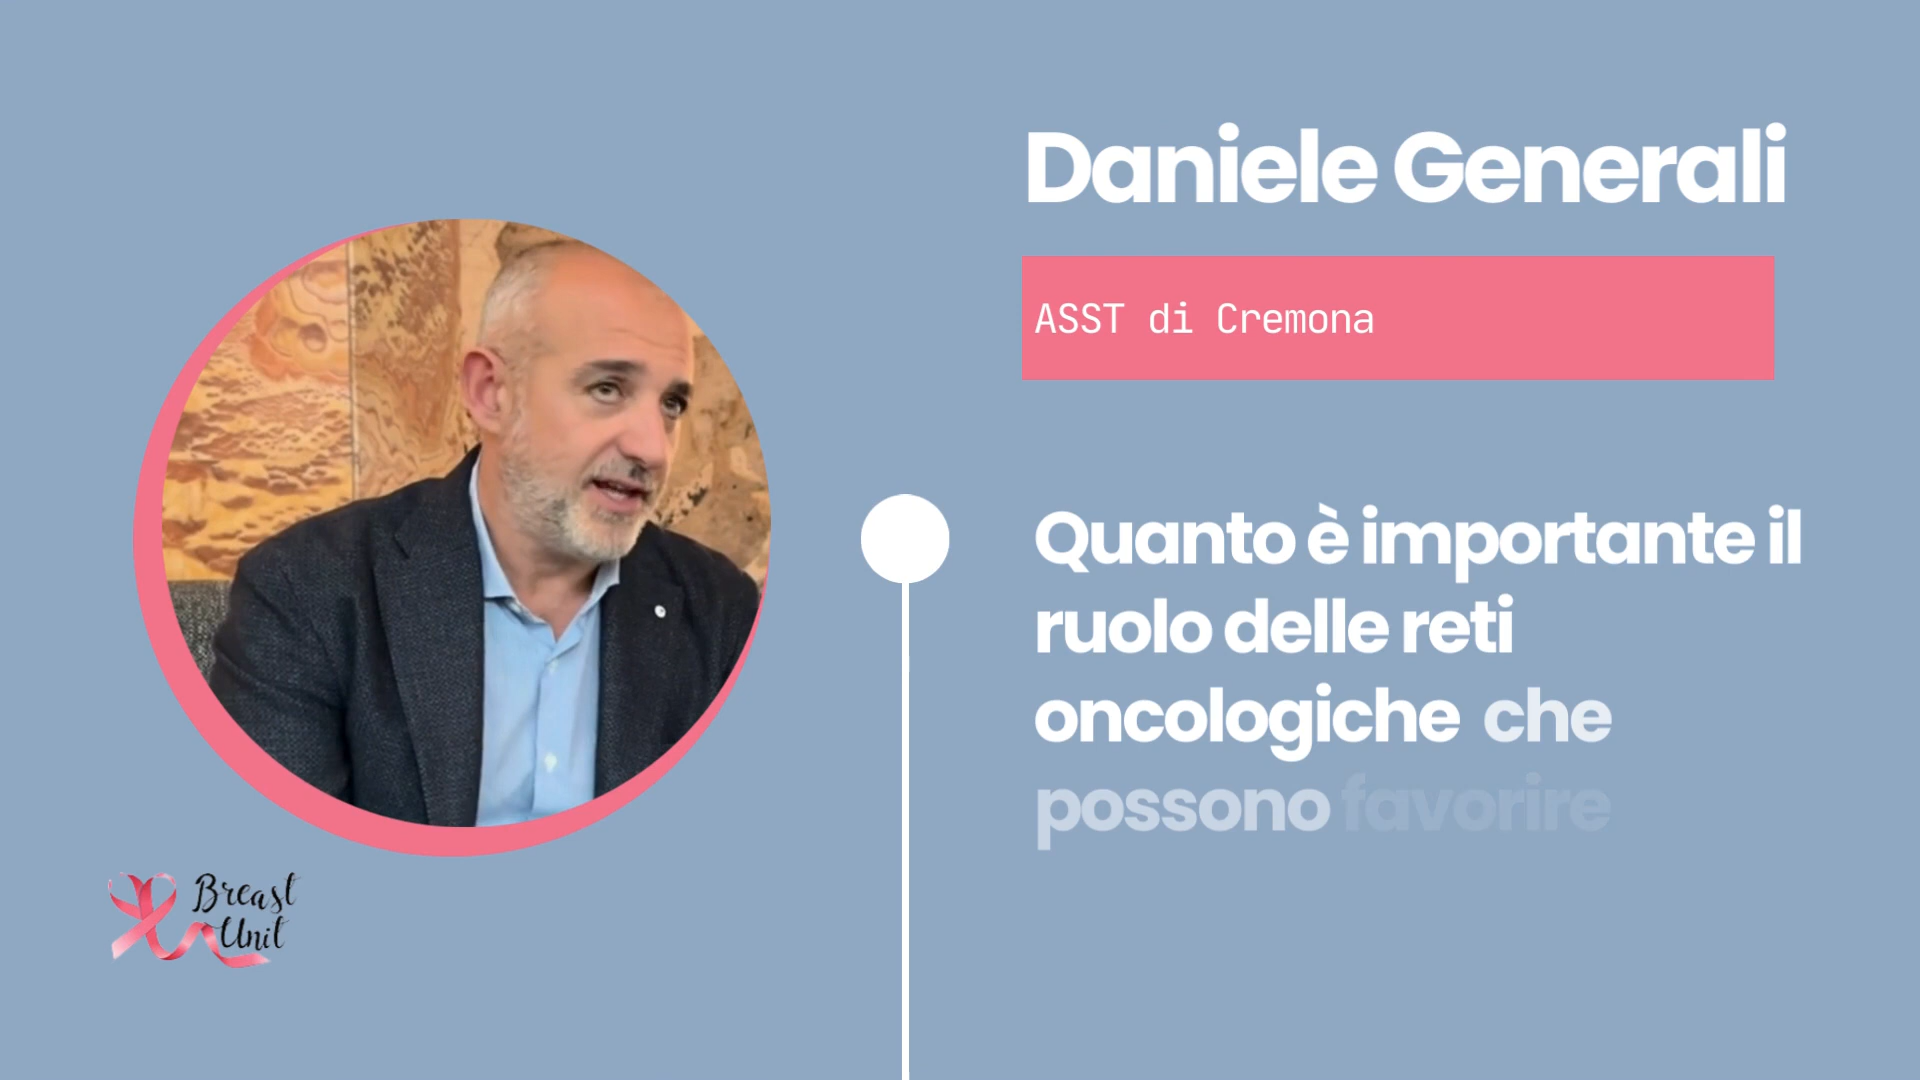 Daniele Generali
ASST di Cremona
Quanto è importante il
ruolo delle reti
oncologiche che
possono favorire
Breast
Unit